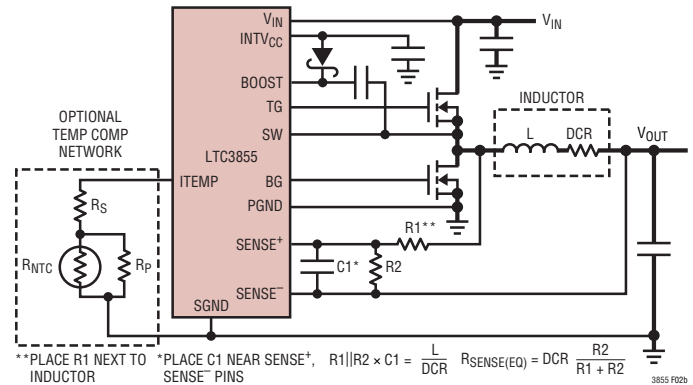 VIN
INTVCC
BOOST
TG
SW
LTC3855
ITEMP
BG
PGND
SENSE+
SENSE–
SGND
VIN
INDUCTOR
L
DCR
VOUT
OPTIONAL
TEMP COMP
NETWORK
RS
RNTC
RP
R1**
C1*
R2
**PLACE R1 NEXT TO
INDUCTOR
*PLACE C1 NEAR SENSE+,
SENSE– PINS
R1||R2 × C1 = L/DCR
RSENSE(EQ) = DCR R2/(R1 + R2)
3855 F02b